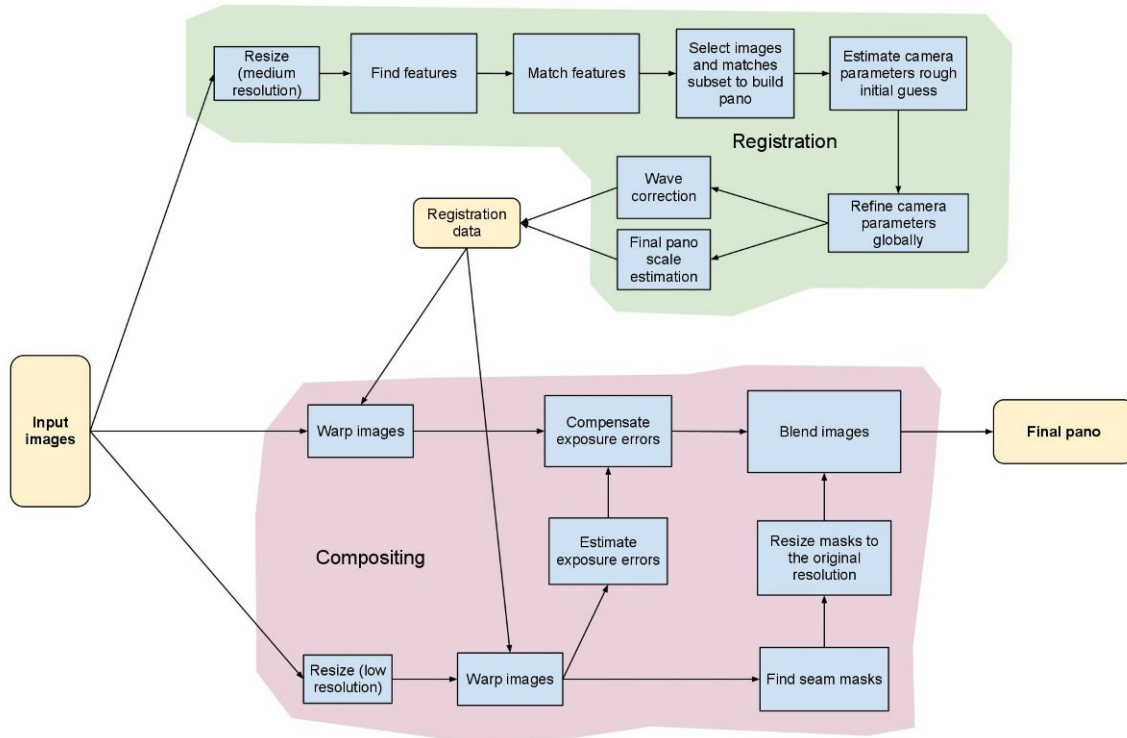 Resize
(medium
resolution)
Find features
Match features
Select images
and matches
subset to build
pano
Estimate camera
parameters rough
initial guess
Registration
Wave
correction
Refine camera
parameters
globally
Registration
data
Final pano
scale
estimation
Input
images
Warp images
Compensate
exposure errors
Blend images
Final pano
Estimate
exposure errors
Resize masks to
the original
resolution
Compositing
Resize (low
resolution)
Warp images
Find seam masks